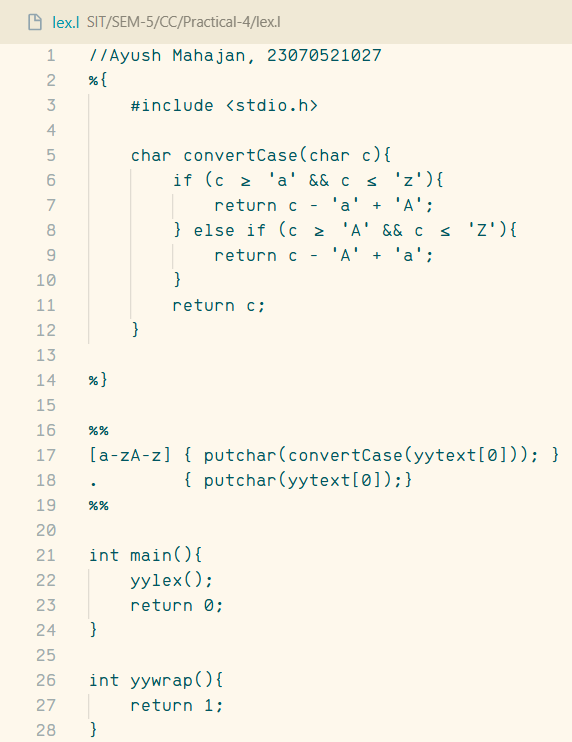 lex.l SIT/SEM-5/CC/Practical-4/lex.l
1 //Ayush Mahajan, 23070521027
2 %{
3     #include <stdio.h>
4
5     char convertCase(char c){
6         if (c ≥ 'a' && c ≤ 'z'){
7             return c - 'a' + 'A';
8         } else if (c ≥ 'A' && c ≤ 'Z'){
9             return c - 'A' + 'a';
10         }
11         return c;
12     }
13
14 %}
15
16 %%
17 [a-zA-z] { putchar(convertCase(yytext[0])); }
18 .        { putchar(yytext[0]);}
19 %%
20
21 int main(){
22     yylex();
23     return 0;
24 }
25
26 int yywrap(){
27     return 1;
28 }